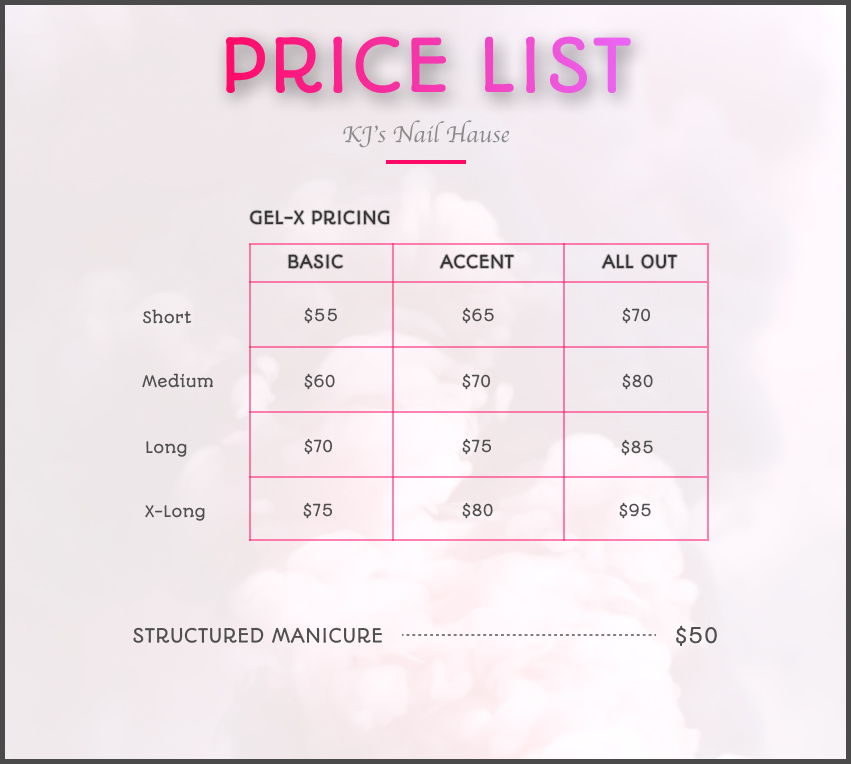 PRICE LIST
KJ's Nail Hause
GEL-X PRICING
BASIC ACCENT ALL OUT
Short $55 $65 $70
Medium $60 $70 $80
Long $70 $75 $85
X-Long $75 $80 $95
STRUCTURED MANICURE $50